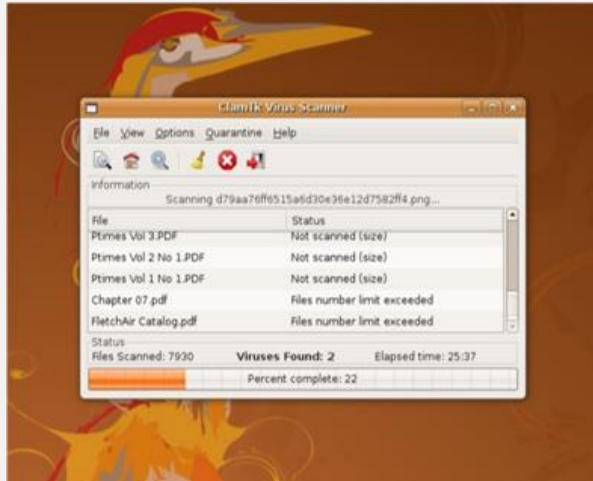 ClamTk Virus Scanner
File View Options Quarantine Help
Information
Scanning d79aa76ff6515a6d30e36e12d7582ff4.png...
File Status
Ptimes Vol 3.PDF Not scanned (size)
Ptimes Vol 2 No 1.PDF Not scanned (size)
Ptimes Vol 1 No 1.PDF Not scanned (size)
Chapter 07.pdf Files number limit exceeded
FletchAir Catalog.pdf Files number limit exceeded
Status
Files Scanned: 7930 Viruses Found: 2 Elapsed time: 25:37
Percent complete: 22